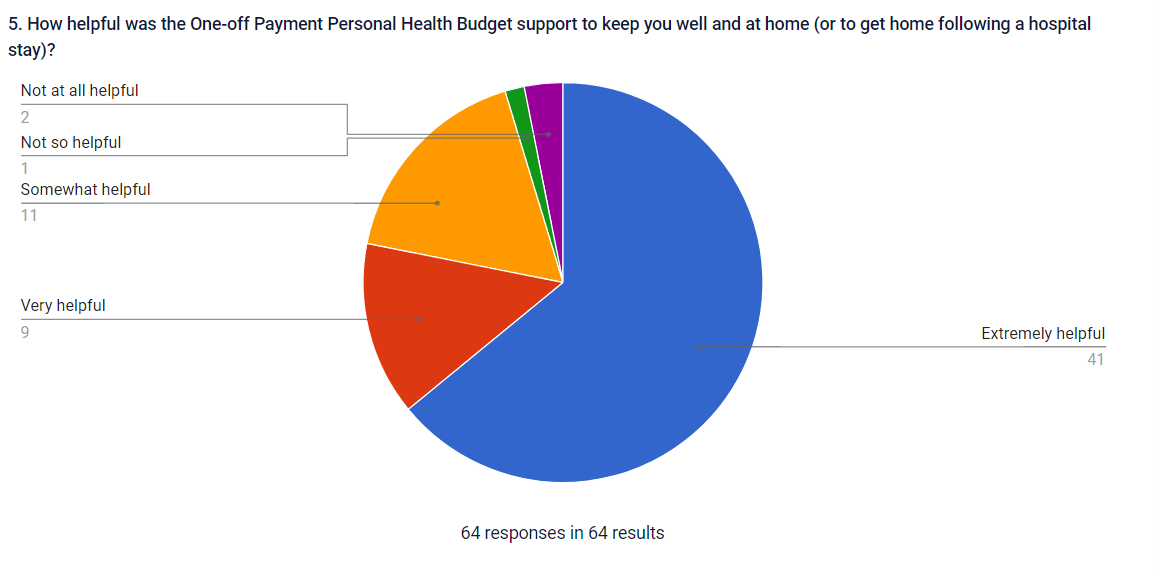 5. How helpful was the One-off Payment Personal Health Budget support to keep you well and at home (or to get home following a hospital
stay)?
Not at all helpful
2
Not so helpful
1
Somewhat helpful
11
Very helpful
9
Extremely helpful
41
64 responses in 64 results